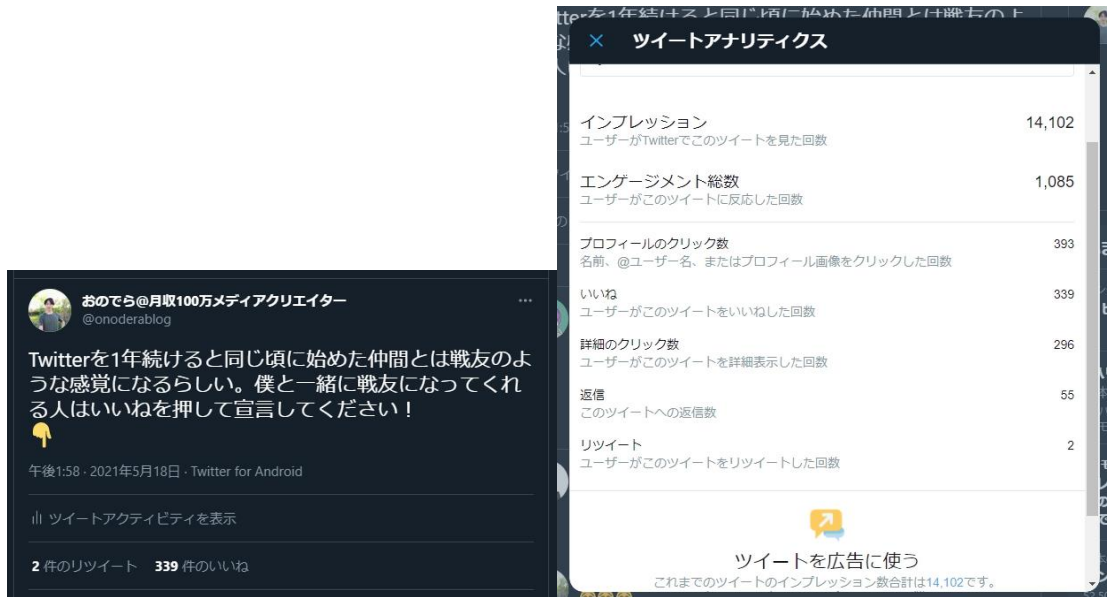 おのでら@月収100万メディアクリエイター
@onoderablog
Twitterを1年続けると同じ頃に始めた仲間とは戦友のよ
うな感覚になるらしい。僕と一緒に戦友になってくれ
る人はいいねを押して宣言してください！
👇
午後1:58 · 2021年5月18日 · Twitter for Android
ツイートアクティビティを表示
2 件のリツイート 339 件のいいね
ツイートアナリティクス
インプレッション 14,102
ユーザーがTwitterでこのツイートを見た回数
エンゲージメント総数 1,085
ユーザーがこのツイートに反応した回数
プロフィールのクリック数 393
名前、@ユーザー名、またはプロフィール画像をクリックした回数
いいね 339
ユーザーがこのツイートをいいねした回数
詳細のクリック数 296
ユーザーがこのツイートを詳細表示した回数
返信 55
このツイートへの返信数
リツイート 2
ユーザーがこのツイートをリツイートした回数
ツイートを広告に使う
これまでのツイートのインプレッション数合計は14,102です。